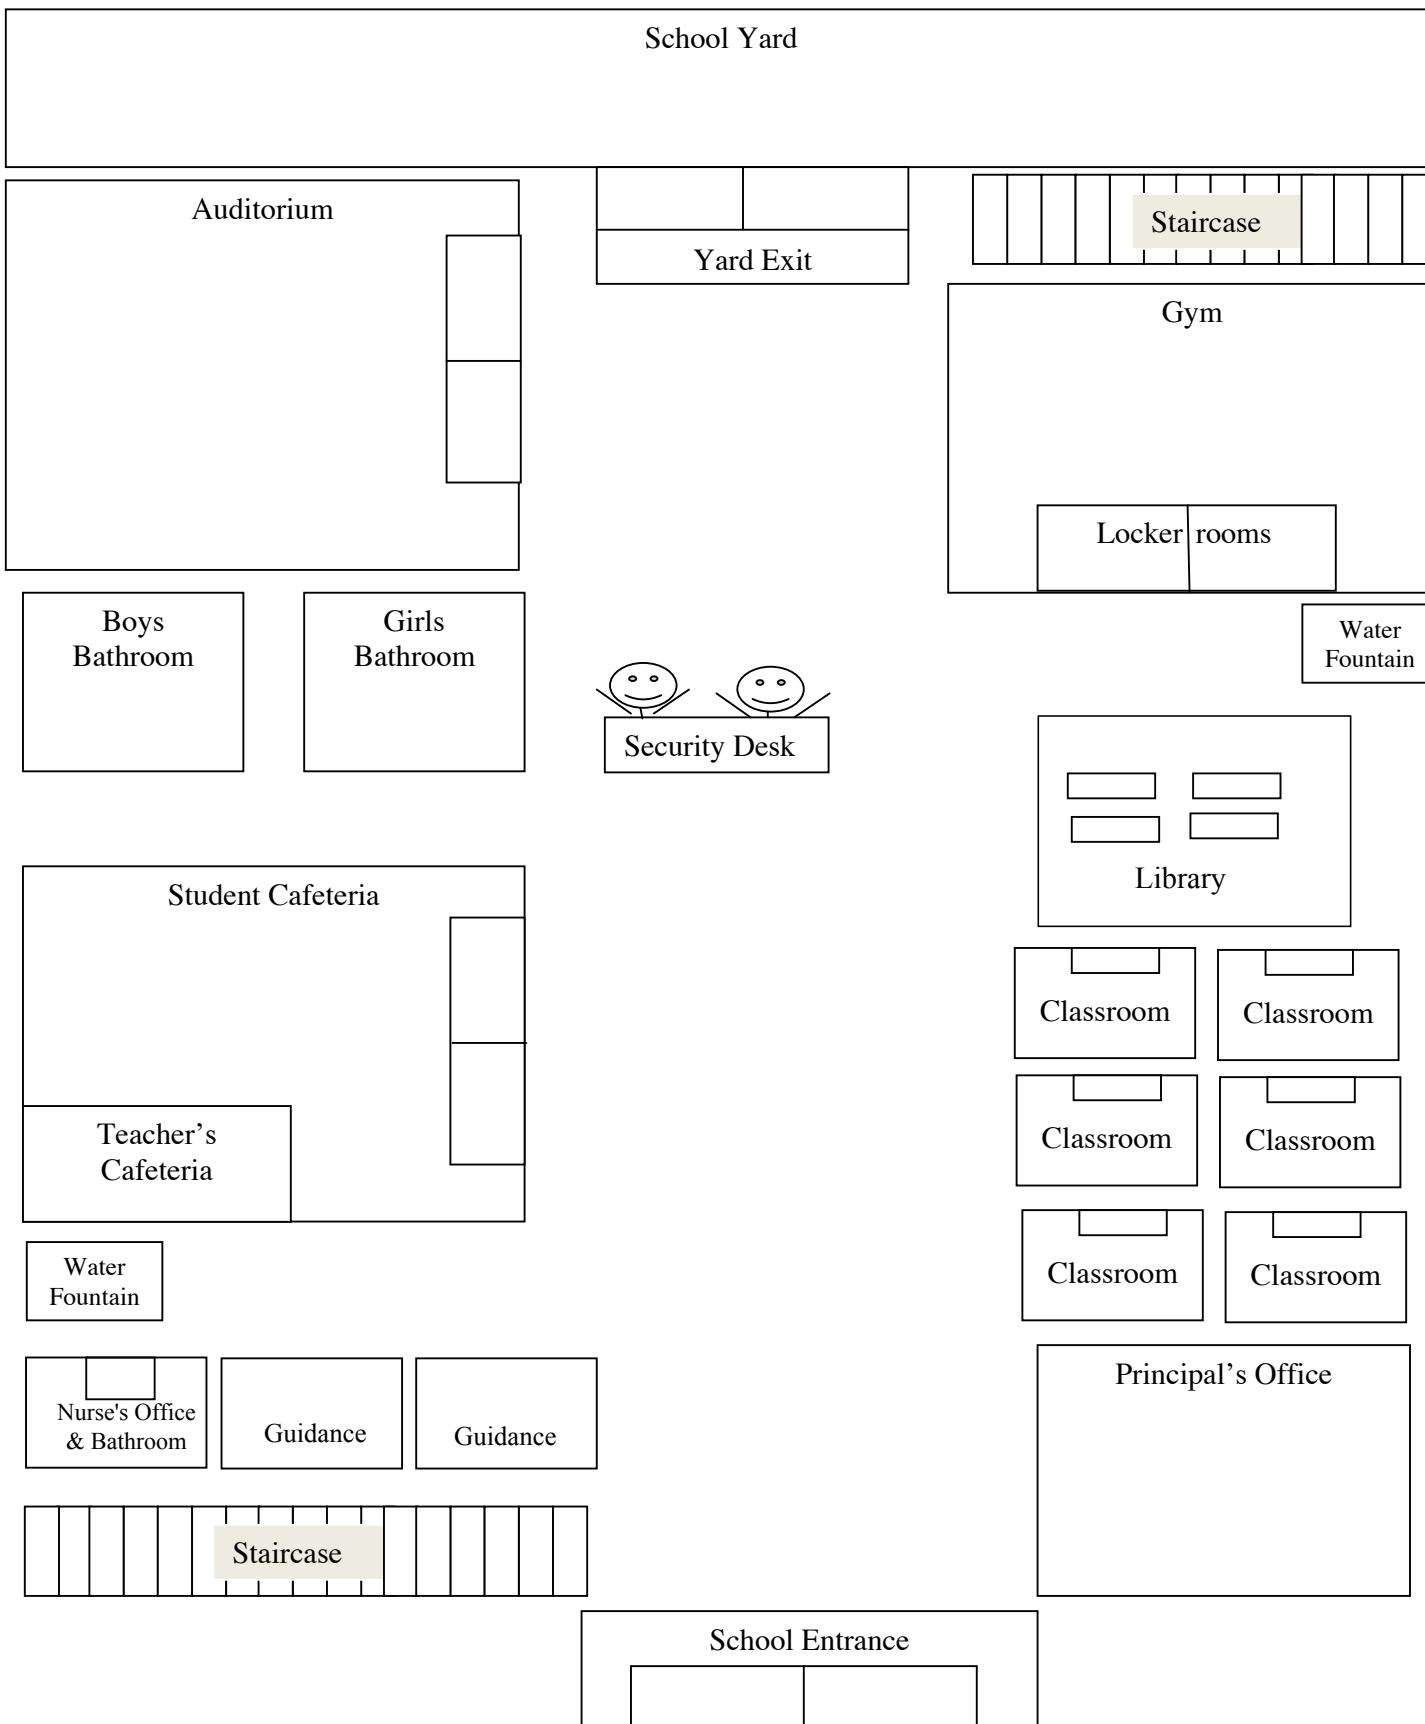 School Yard
Auditorium
Yard Exit
Staircase
Gym
Locker rooms
Boys
Bathroom
Girls
Bathroom
Water
Fountain
Security Desk
Library
Student Cafeteria
Teacher’s
Cafeteria
Classroom
Classroom
Classroom
Classroom
Classroom
Classroom
Water
Fountain
Nurse's Office
& Bathroom
Guidance
Guidance
Principal’s Office
Staircase
School Entrance